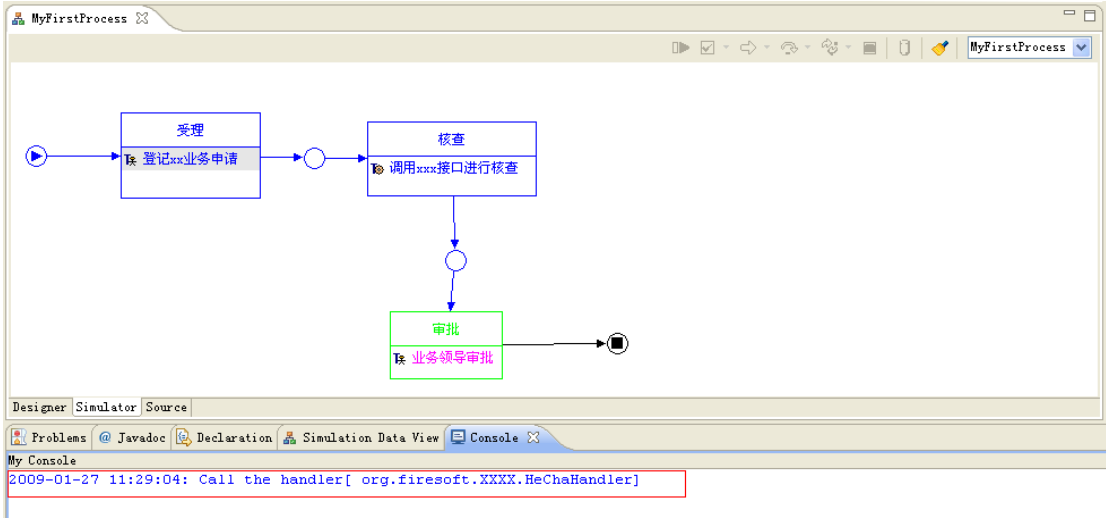 MyFirstProcess
MyFirstProcess
受理
登记xx业务申请
核查
调用xxx接口进行核查
审批
业务领导审批
Designer Simulator Source
Problems @ Javadoc Declaration Simulation Data View Console
My Console
2009-01-27 11:29:04: Call the handler[ org.firesoft.XXXX.HeChaHandler]